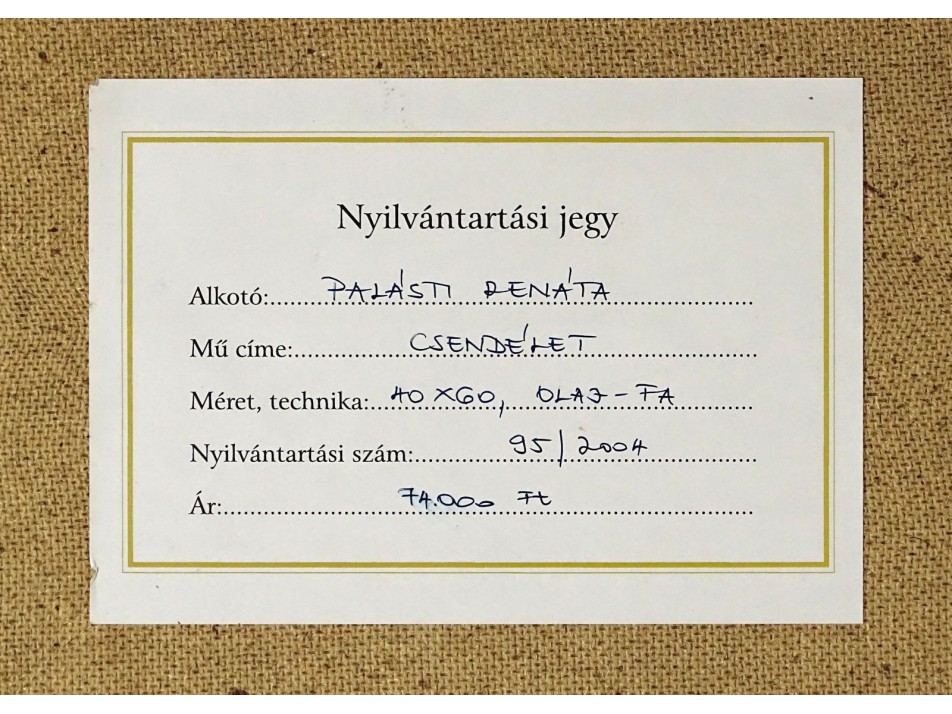 Nyilvántartási jegy
Alkotó: PALÁSTI RENÁTA
Mű címe: CSENDÉLET
Méret, technika: 40 X60, OLAJ - FA
Nyilvántartási szám: 95/2004
Ár: 74.000 Ft